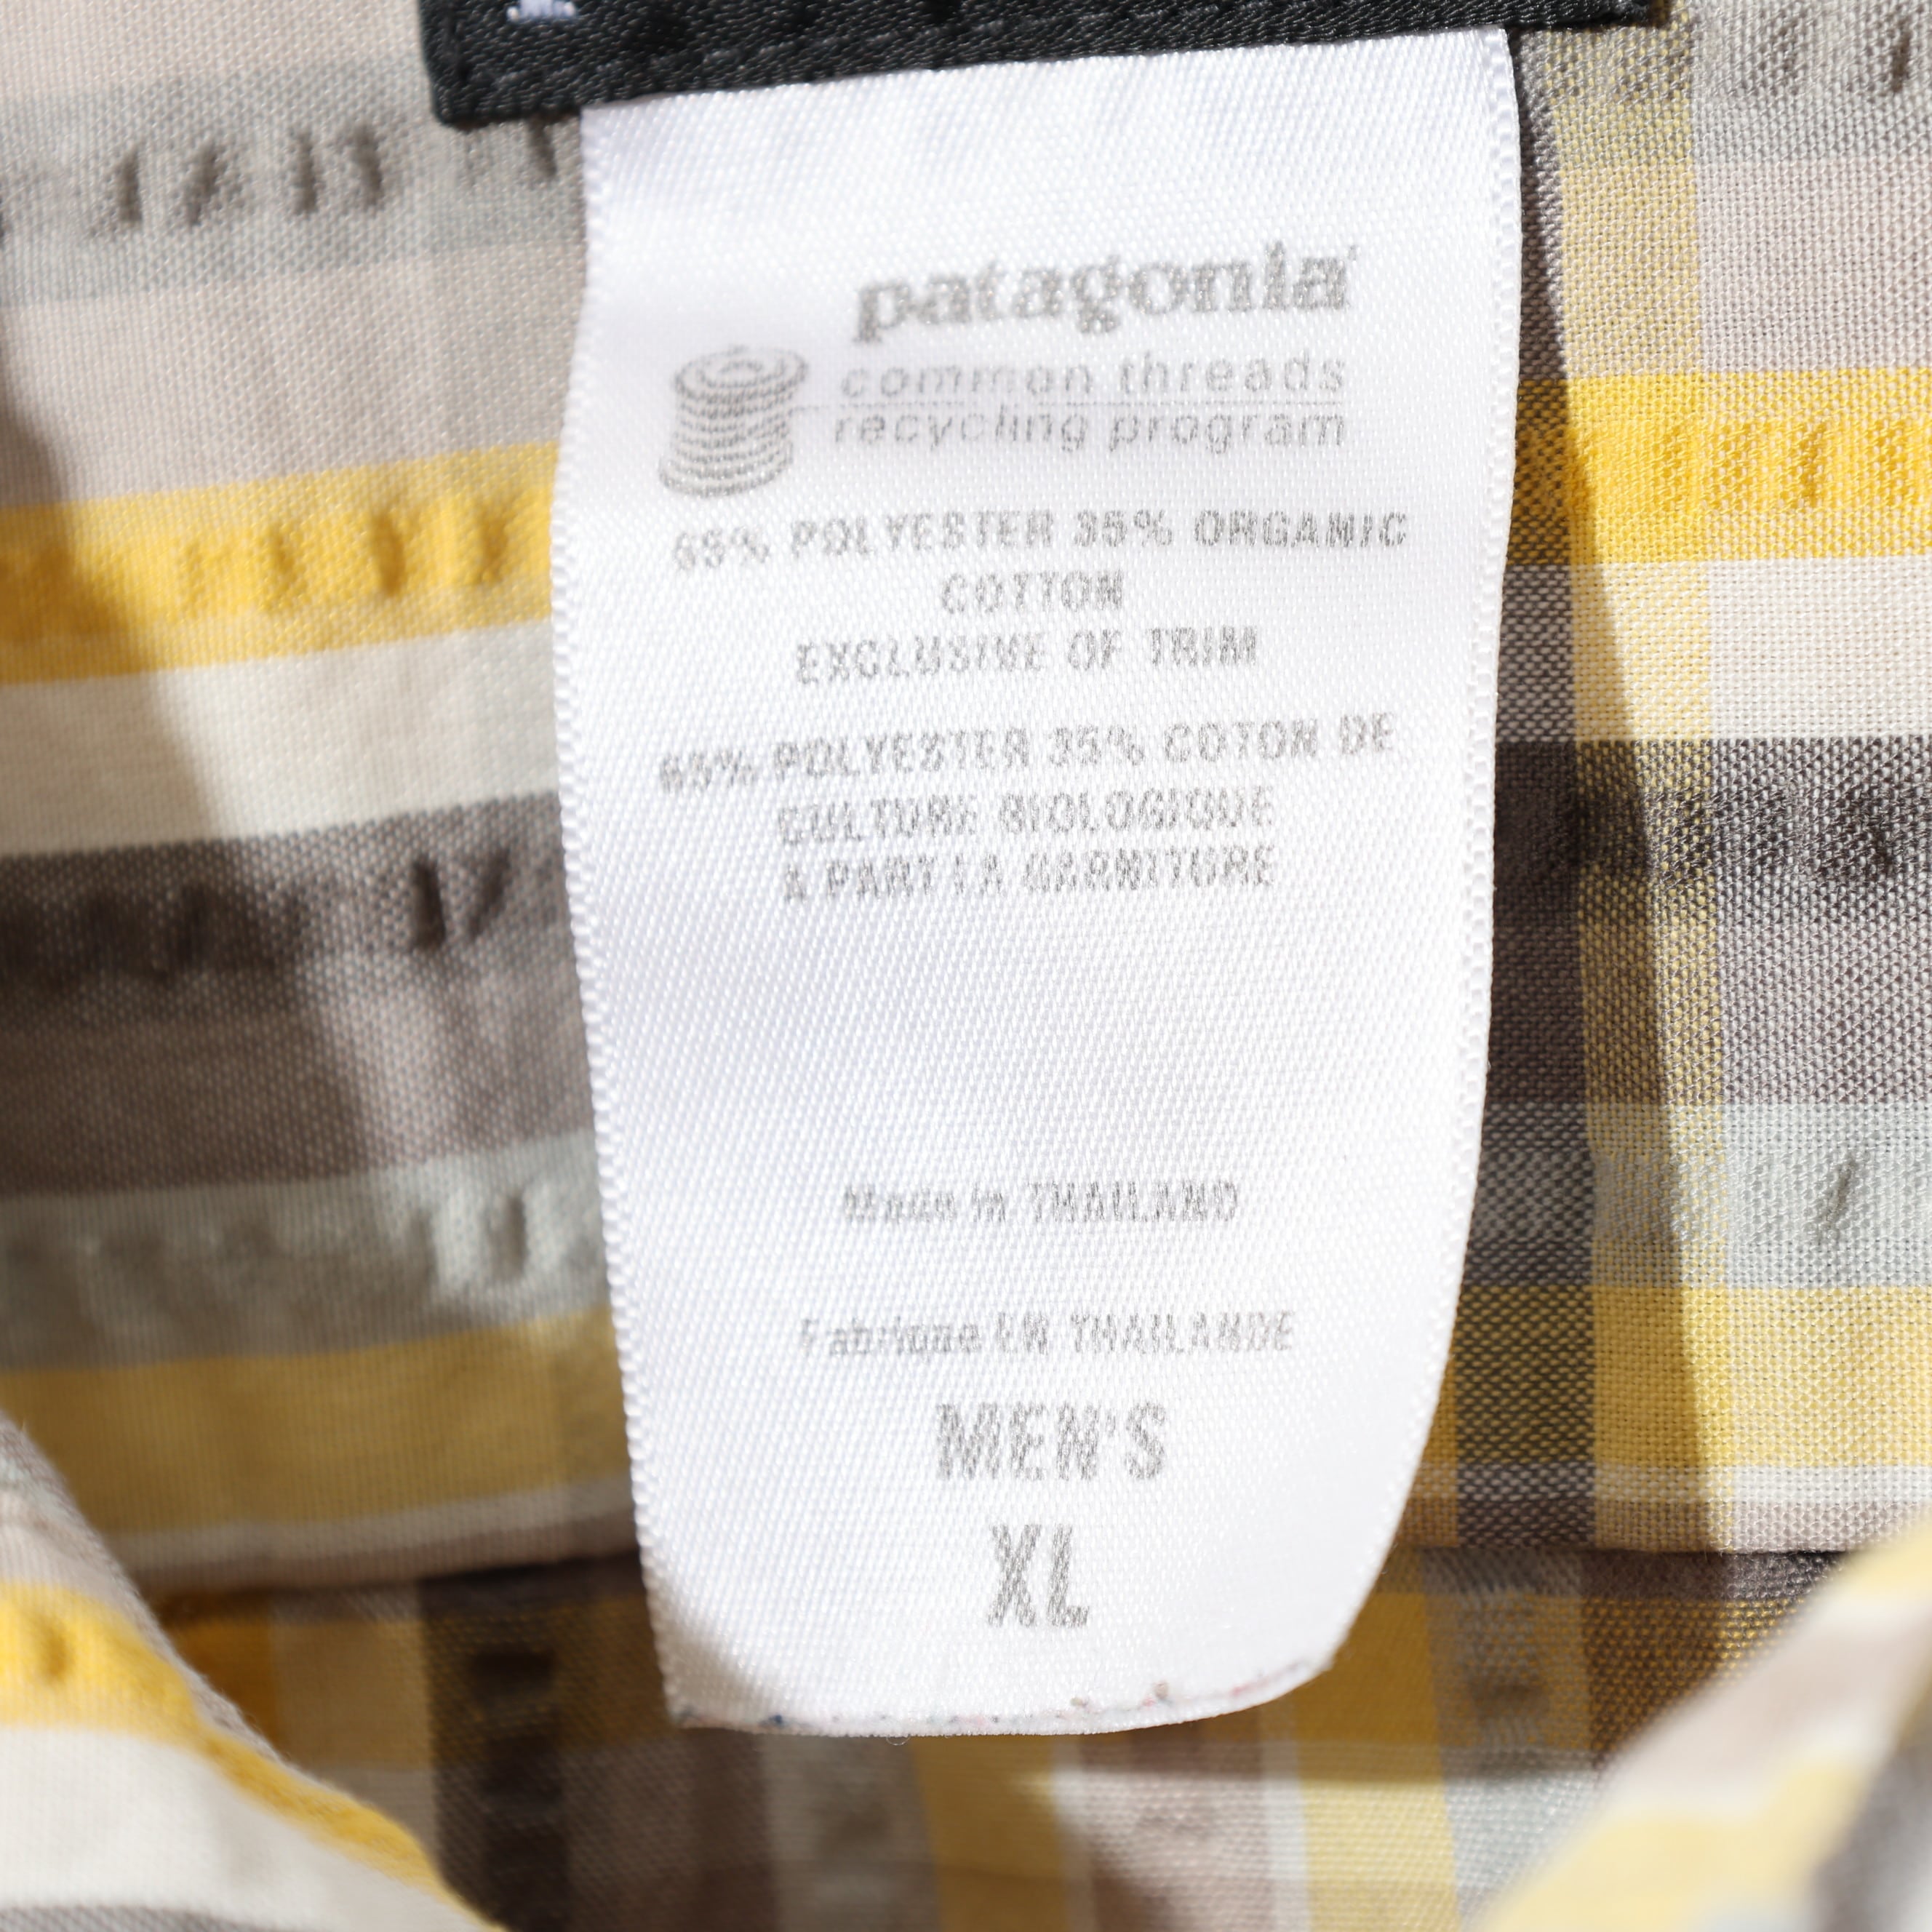 patagonia
common threads
recycling program
65% POLYESTER 35% ORGANIC
COTTON
EXCLUSIVE OF TRIM
65% POLYESTER 35% COTON DE
CULTURE BIOLOGIQUE
A PART LA GARNITURE
Made in THAILAND
Fabrique EN THAILANDE
MEN'S
XL